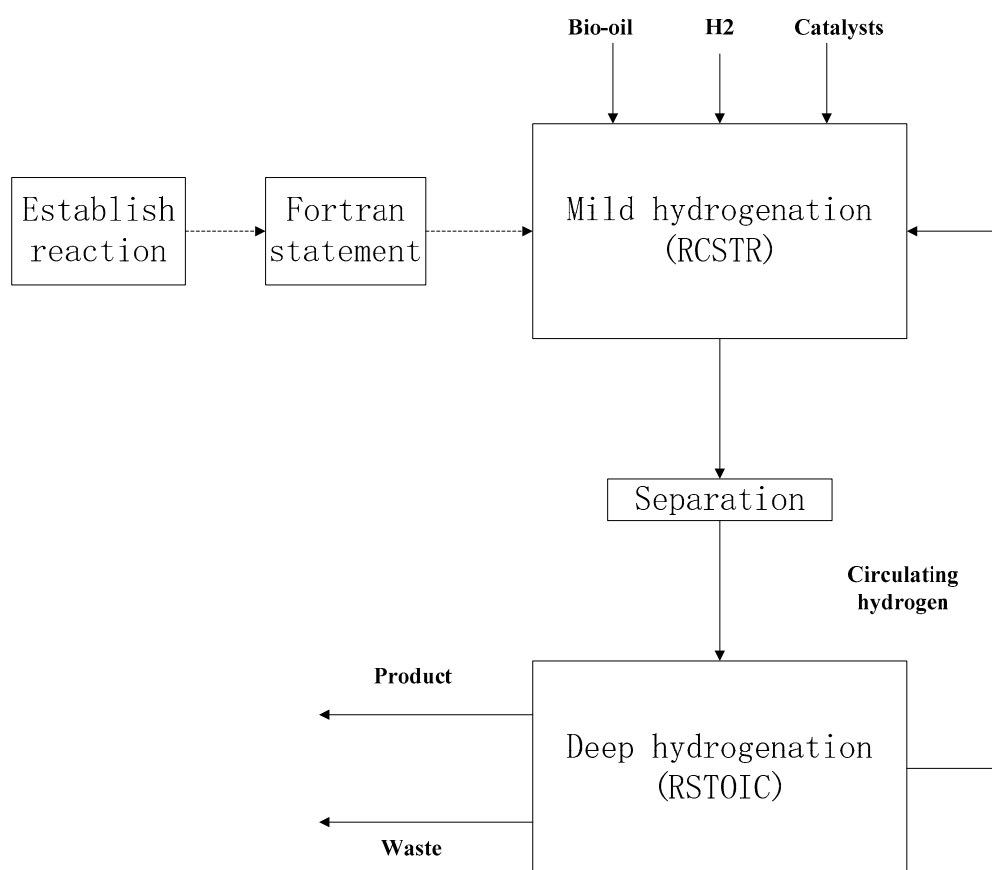 Bio-oil
H2
Catalysts
Establish
reaction
Fortran
statement
Mild hydrogenation
(RCSTR)
Separation
Circulating
hydrogen
Product
Deep hydrogenation
(RSTOIC)
Waste